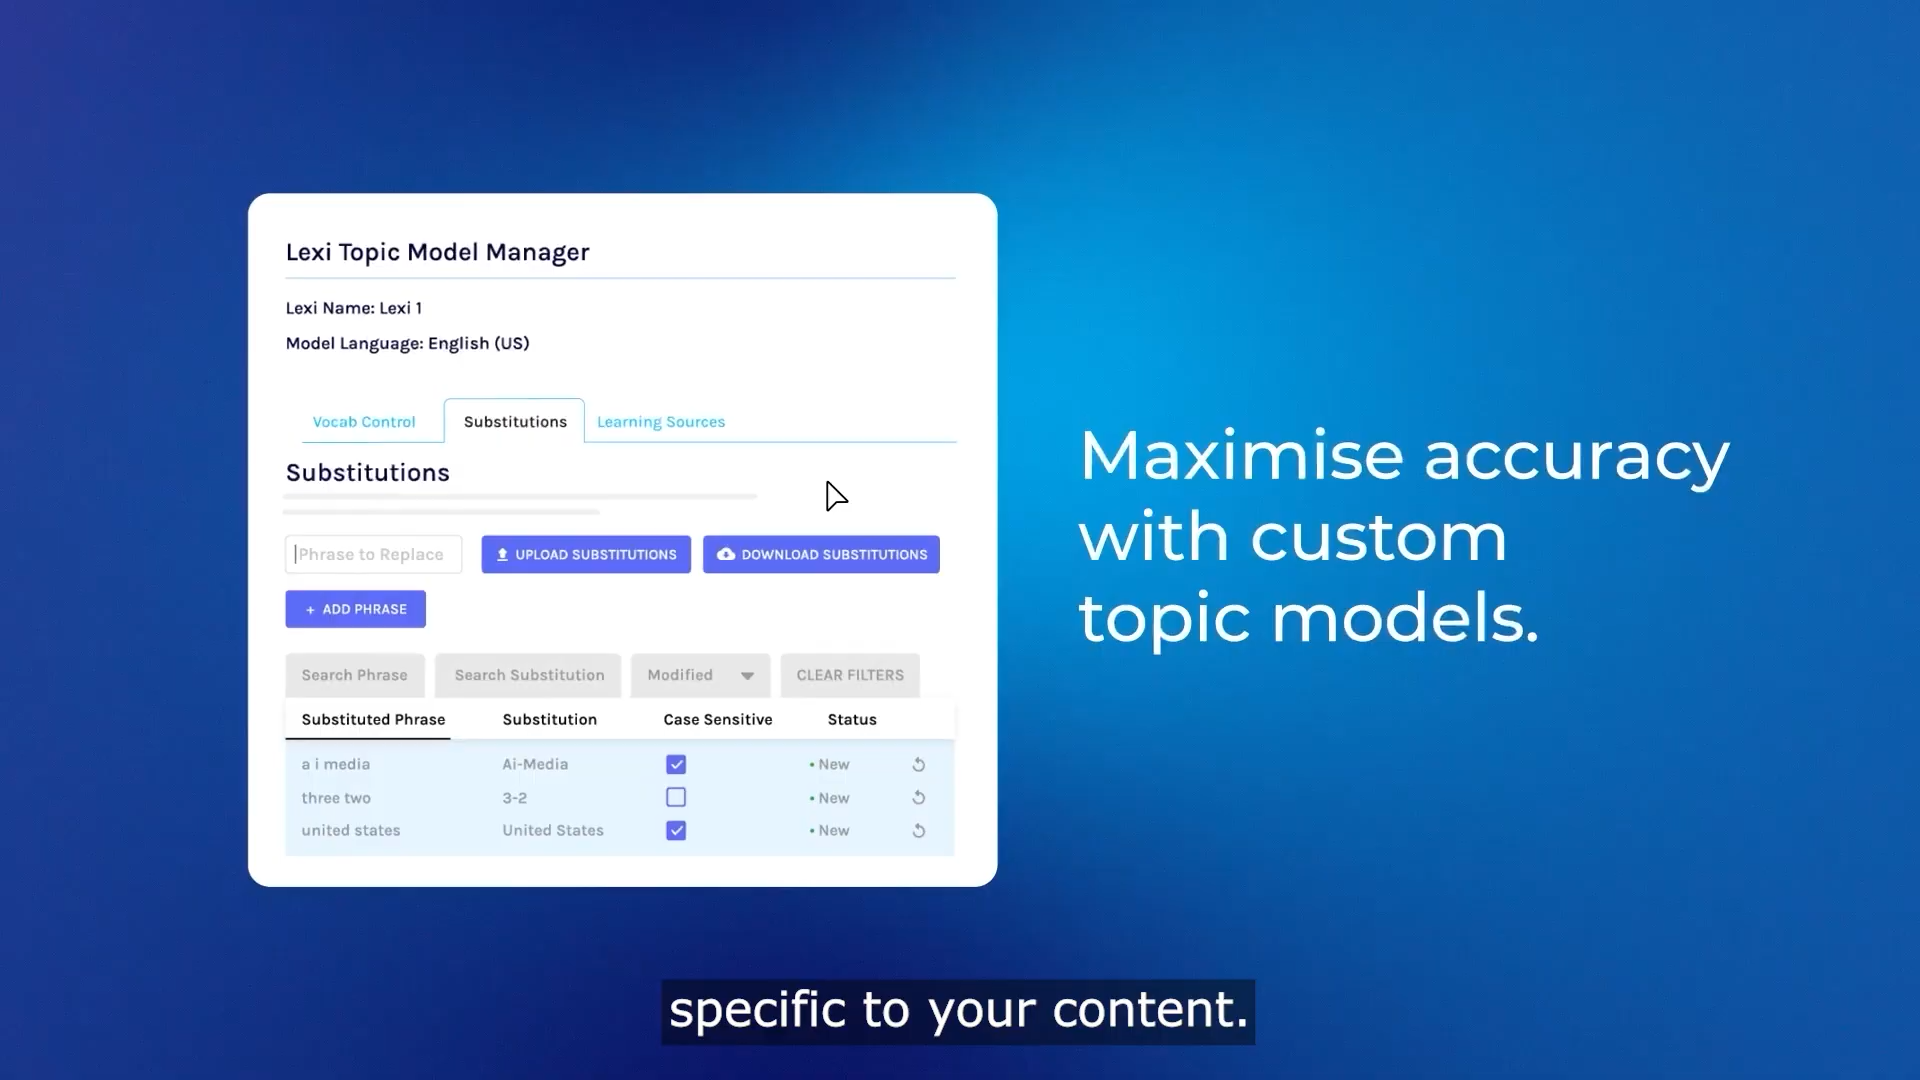 Lexi Topic Model Manager
Lexi Name: Lexi 1
Model Language: English (US)
Vocab Control Substitutions Learning Sources
Substitutions
Phrase to Replace UPLOAD SUBSTITUTIONS DOWNLOAD SUBSTITUTIONS
+ ADD PHRASE
Search Phrase Search Substitution Modified CLEAR FILTERS
Substituted Phrase Substitution Case Sensitive Status
a i media Ai-Media • New
three two 3-2 • New
united states United States • New
Maximise accuracy
with custom
topic models.
specific to your content.